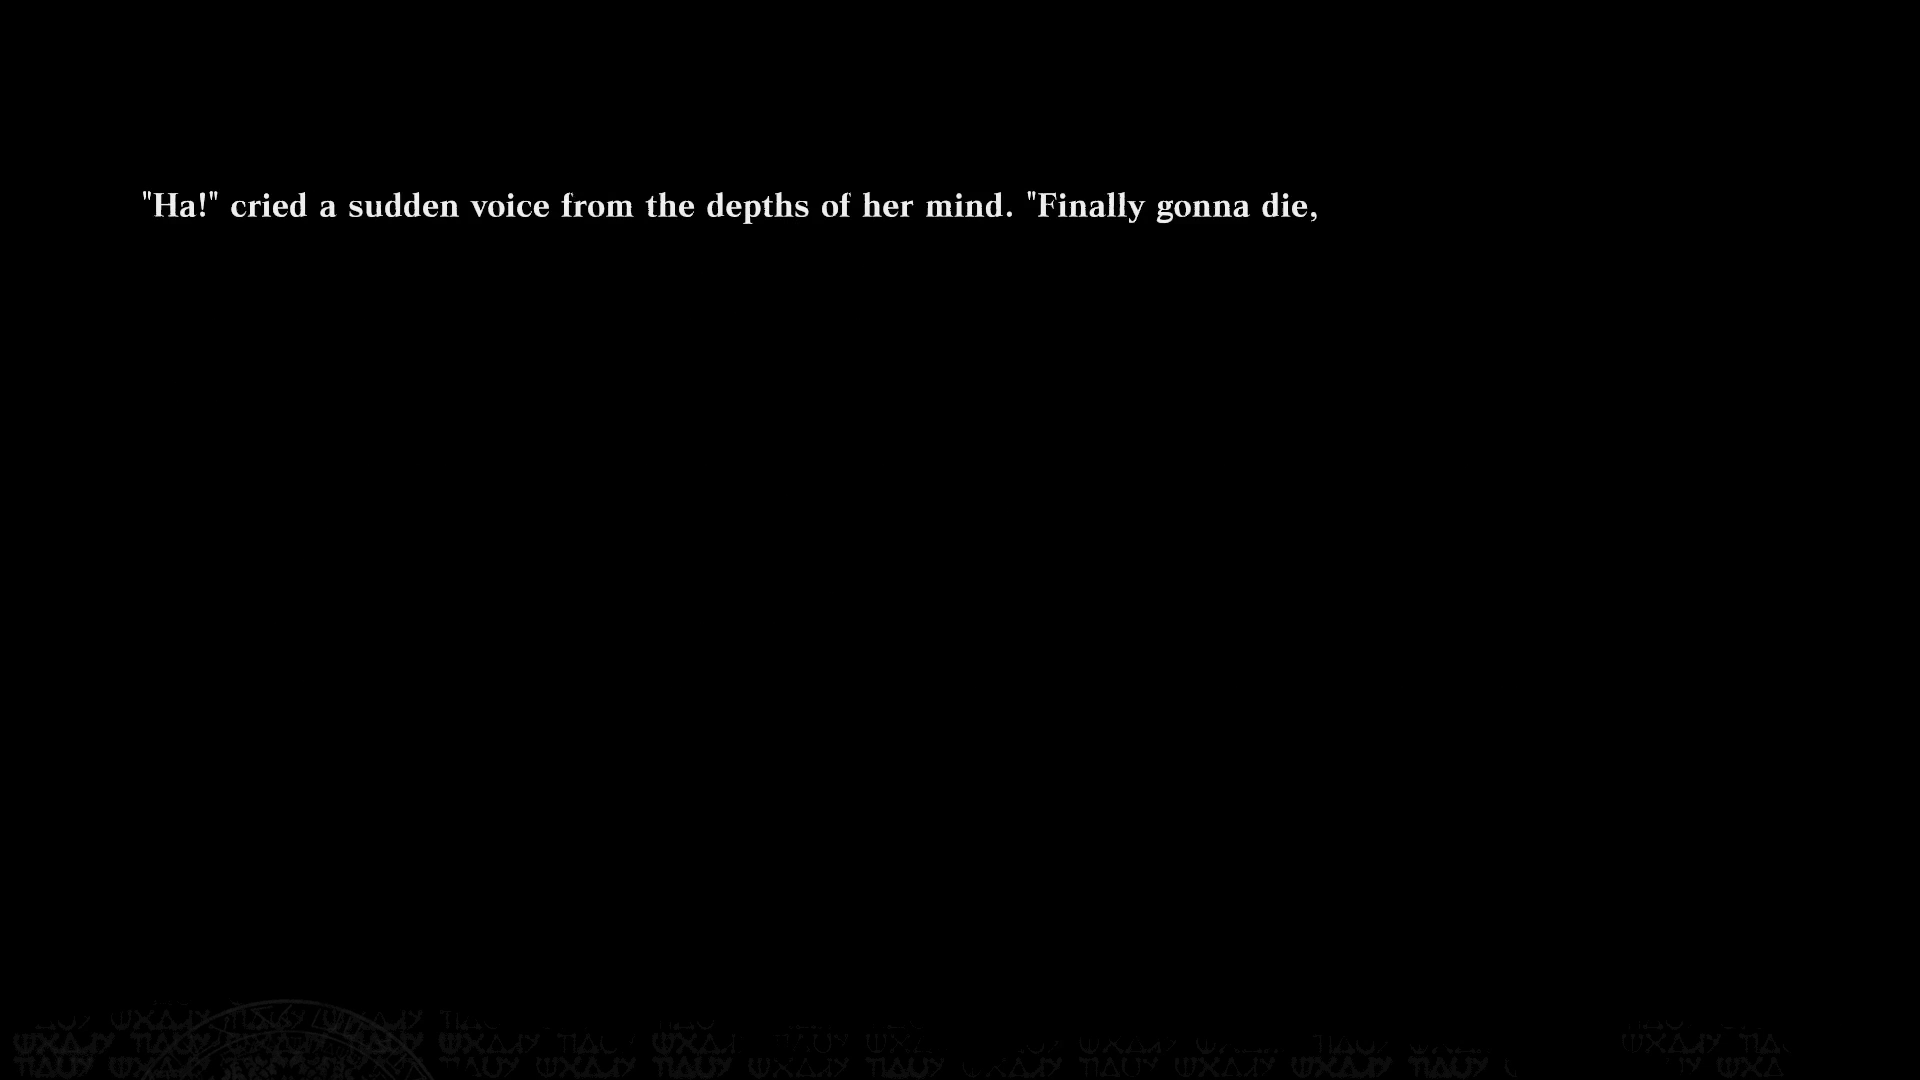 "Ha!" cried a sudden voice from the depths of her mind. "Finally gonna die,